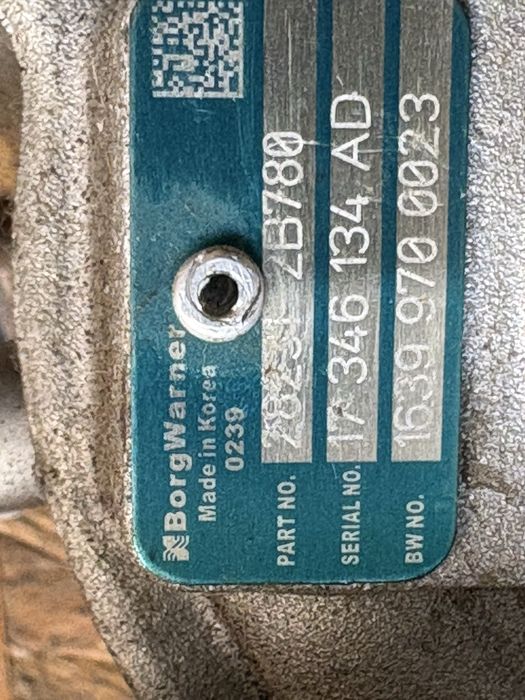 BorgWarner
Made in Korea
0239
PART NO. 28231 2B780
SERIAL NO. 17 346 134 AD
BW NO. 1639 970 0023